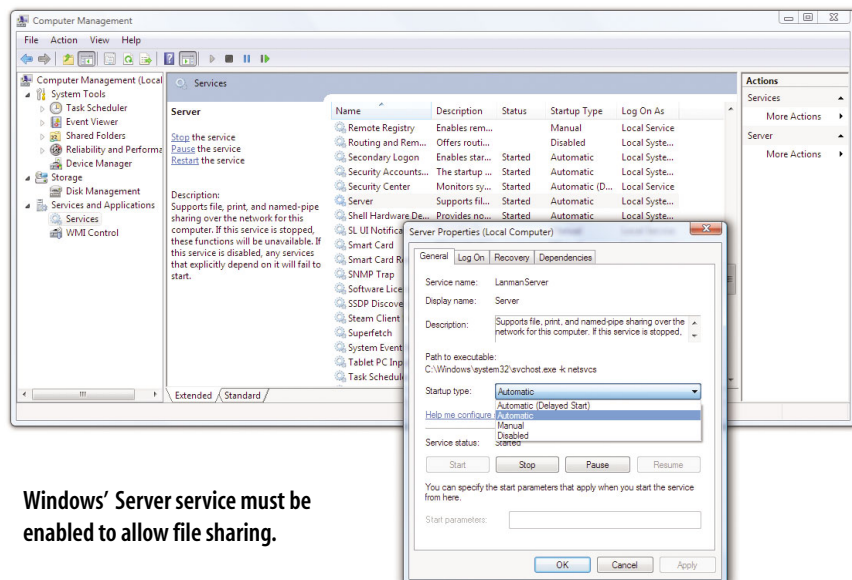 Computer Management
File Action View Help
Computer Management (Local
System Tools
Task Scheduler
Event Viewer
Shared Folders
Reliability and Performa
Device Manager
Storage
Disk Management
Services and Applications
Services
WMI Control
Services
Server
Stop the service
Pause the service
Restart the service
Description:
Supports file, print, and named-pipe
sharing over the network for this
computer. If this service is stopped,
these functions will be unavailable. If
this service is disabled, any services
that explicitly depend on it will fail to
start.
Extended Standard
Name Description Status Startup Type Log On As
Remote Registry Enables rem... Manual Local Service
Routing and Rem... Offers routi... Disabled Local Syste...
Secondary Logon Enables star... Started Automatic Local Syste...
Security Accounts... The startup ... Started Automatic Local Syste...
Security Center Monitors sy... Started Automatic (D... Local Service
Server Supports fil... Started Automatic Local Syste...
Shell Hardware De... Provides no... Started Automatic Local Syste...
SL UI Notifica
Smart Card
Smart Card R
SNMP Trap
Software Lice
SSDP Discove
Steam Client
Superfetch
System Event
Tablet PC Inp
Task Schedul
Actions
Services
More Actions
Server
More Actions
Server Properties (Local Computer)
General Log On Recovery Dependencies
Service name: LanmanServer
Display name: Server
Description: Supports file, print, and named-pipe sharing over the
network for this computer. If this service is stopped,
Path to executable:
C:\Windows\system32\svchost.exe -k netsvcs
Startup type: Automatic
Automatic (Delayed Start)
Help me configure Automatic
Manual
Disabled
Service status: Started
Start Stop Pause Resume
You can specify the start parameters that apply when you start the service
from here.
Start parameters:
OK Cancel Apply
Windows' Server service must be
enabled to allow file sharing.